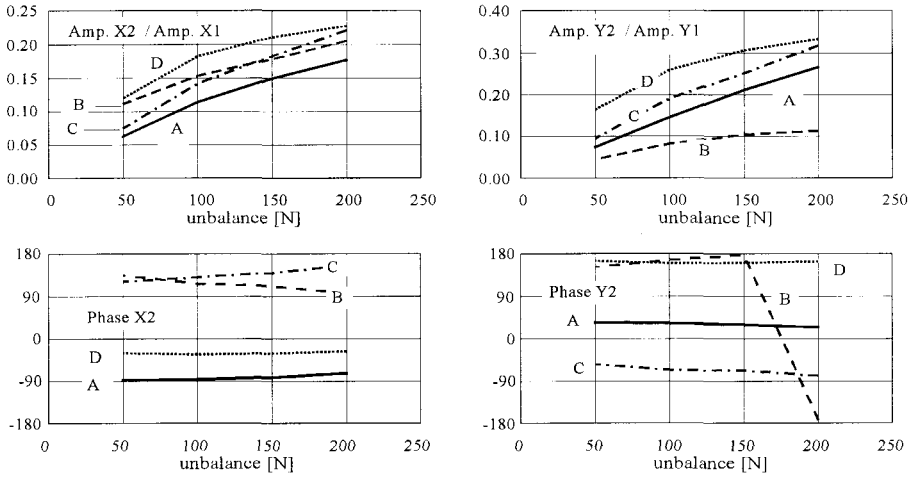 Amp. X2 / Amp. X1
0.25
0.20
0.15
0.10
0.05
0.00
D
B
C
A
0 50 100 150 200 250
unbalance [N]
Amp. Y2 / Amp. Y1
0.40
0.30
0.20
0.10
0.00
D
C
A
B
0 50 100 150 200 250
unbalance [N]
180
90
0
-90
-180
C
B
Phase X2
D
A
0 50 100 150 200 250
unbalance [N]
180
90
0
-90
-180
D
Phase Y2
B
A
C
0 50 100 150 200 250
unbalance [N]